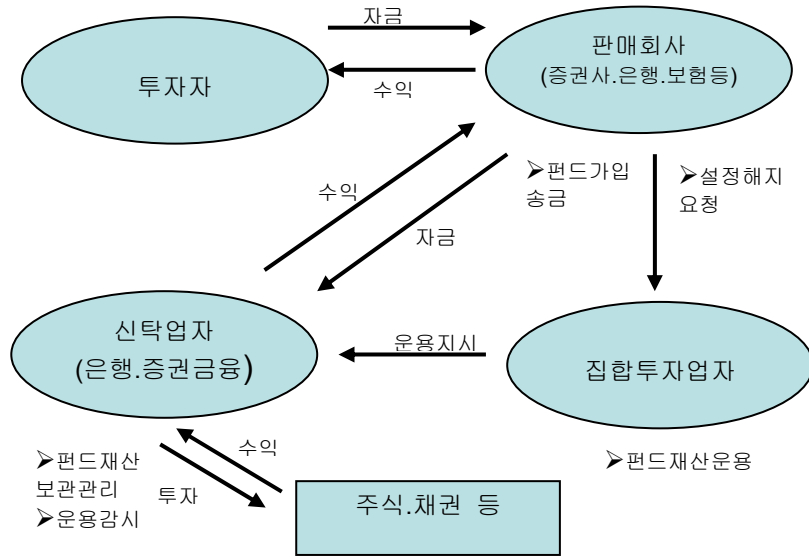 자금
투자자
판매회사
(증권사.은행.보험등)
수익
수익
➤펀드가입
송금
➤설정해지
요청
자금
신탁업자
(은행.증권금융)
운용지시
집합투자업자
➤펀드재산
보관관리
➤운용감시
수익
투자
➤펀드재산운용
주식.채권 등